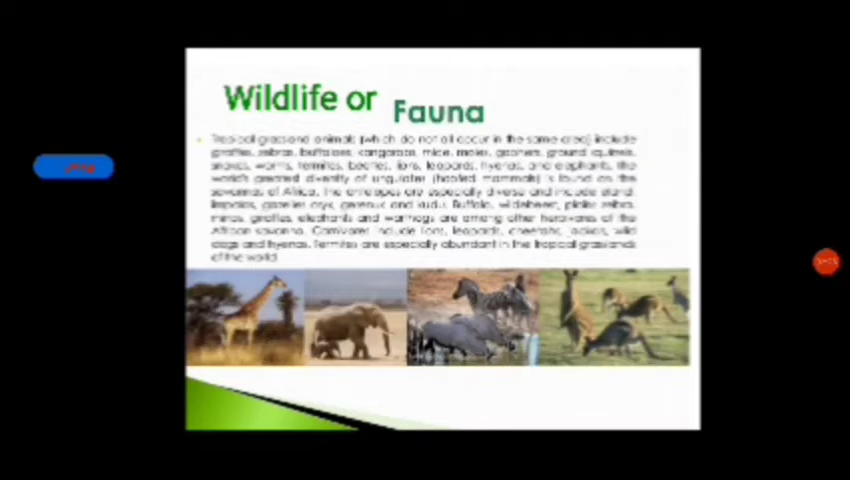 Wildlife or
Fauna
Tropical grassland animals (which do not all occur in the same area) include
giraffes, zebras, buffaloes, kangaroos, mice, moles, gophers, ground squirrels,
snakes, worms, termites, beetles, lions, leopards, hyenas, and elephants. The
world's greatest diversity of ungulates (hoofed mammals) is found on the
savannas of Africa. The antelopes are especially diverse and include eland,
impalas, gazelles oryx, gerenuk and kudu. Buffalo, wildebeest, plains zebra,
rhinos, giraffes, elephants and warthogs are among other herbivores of the
African savanna. Carnivores include lions, leopards, cheetahs, jackals, wild
dogs and hyenas. Termites are especially abundant in the tropical grasslands
of the world